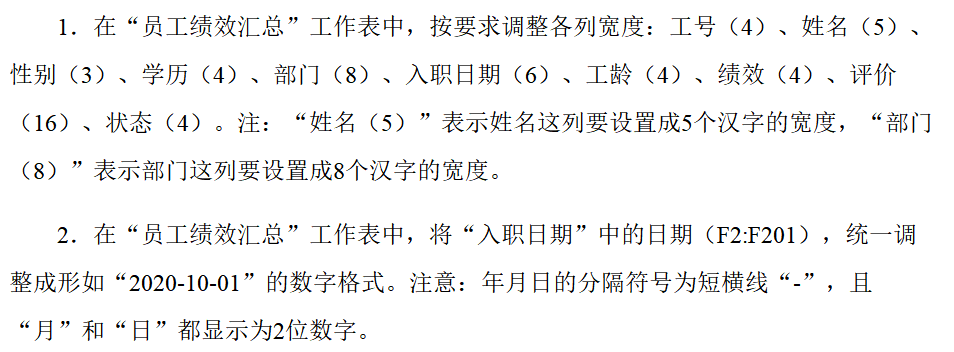 1．在“员工绩效汇总”工作表中，按要求调整各列宽度：工号（4）、姓名（5）、
性别（3）、学历（4）、部门（8）、入职日期（6）、工龄（4）、绩效（4）、评价
（16）、状态（4）。注：“姓名（5）”表示姓名这列要设置成5个汉字的宽度，“部门
（8）”表示部门这列要设置成8个汉字的宽度。
2．在“员工绩效汇总”工作表中，将“入职日期”中的日期（F2:F201），统一调
整成形如“2020-10-01”的数字格式。注意：年月日的分隔符号为短横线“-”，且
“月”和“日”都显示为2位数字。